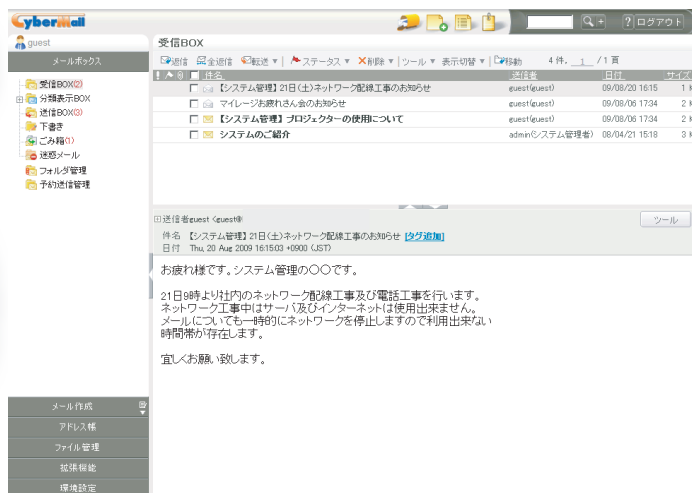 CyberMail
ログアウト
guest
受信BOX
メールボックス
返信 全返信 転送 ▼ ステータス ▼ 削除 ▼ ツール ▼ 表示切替 ▼ 移動 4 件, 1 / 1 頁
件名 送信者 日付 サイズ
受信BOX(2)
分類表示BOX
送信BOX(3)
下書き
ごみ箱(1)
迷惑メール
フォルダ管理
予約送信管理
【システム管理】21日(土)ネットワーク配線工事のお知らせ guest(guest) 09/08/20 16:15 1 K
マイレージお疲れさん会のお知らせ guest(guest) 09/08/06 17:34 2 K
【システム管理】プロジェクターの使用について guest(guest) 09/08/06 17:34 2 K
システムのご紹介 admin(システム管理者) 08/04/21 15:18 3 K
送信者guest <guest@
ツール
件名 【システム管理】21日(土)ネットワーク配線工事のお知らせ [タグ追加]
日付 Thu, 20 Aug 2009 16:15:03 +0900 (JST)
お疲れ様です。システム管理の〇〇です。
21日9時より社内のネットワーク配線工事及び電話工事を行います。
ネットワーク工事中はサーバ及びインターネットは使用出来ません。
メールについても一時的にネットワークを停止しますので利用出来ない
時間帯が存在します。
宜しくお願い致します。
メール作成
アドレス帳
ファイル管理
拡張機能
環境設定